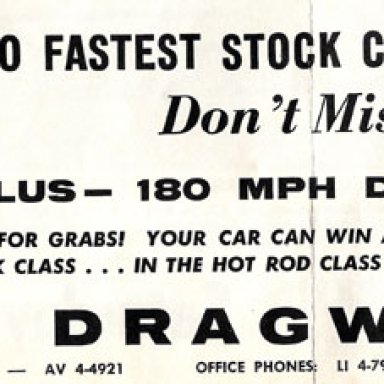 O FASTEST STOCK C
Don't Mis
LUS— 180 MPH D
FOR GRABS! YOUR CAR CAN WIN A
K CLASS . . . IN THE HOT ROD CLASS
DRAGW
— AV 4-4921 OFFICE PHONES: LI 4-79